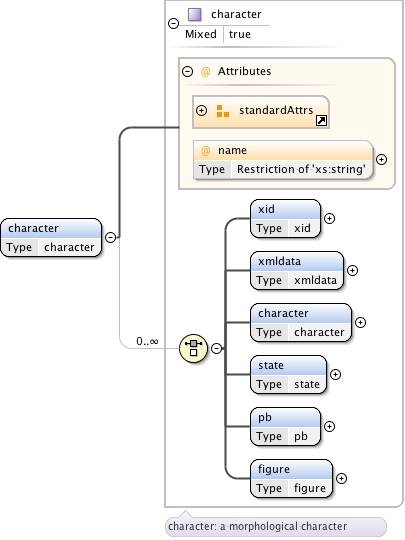 character
Mixed true
@ Attributes
standardAttrs
@ name
Type Restriction of 'xs:string'
character
Type character
0..∞
xid
Type xid
xmldata
Type xmldata
character
Type character
state
Type state
pb
Type pb
figure
Type figure
character: a morphological character